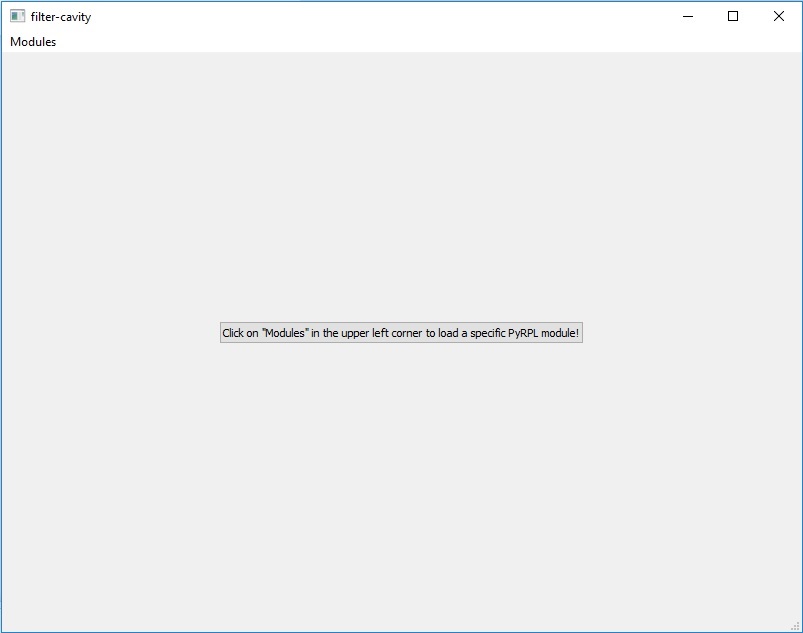 filter-cavity
Modules
Click on "Modules" in the upper left corner to load a specific PyRPL module!